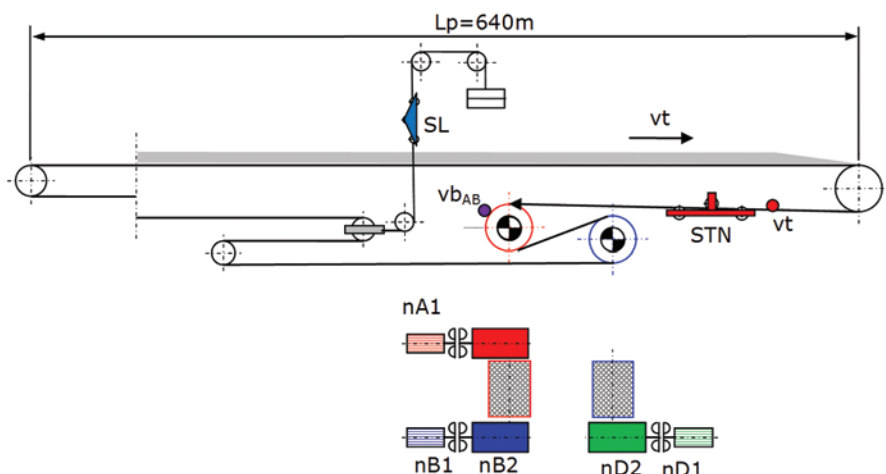 Lp=640m
SL
vt
vbAB
STN
vt
nA1
nB1
nB2
nD2
nD1